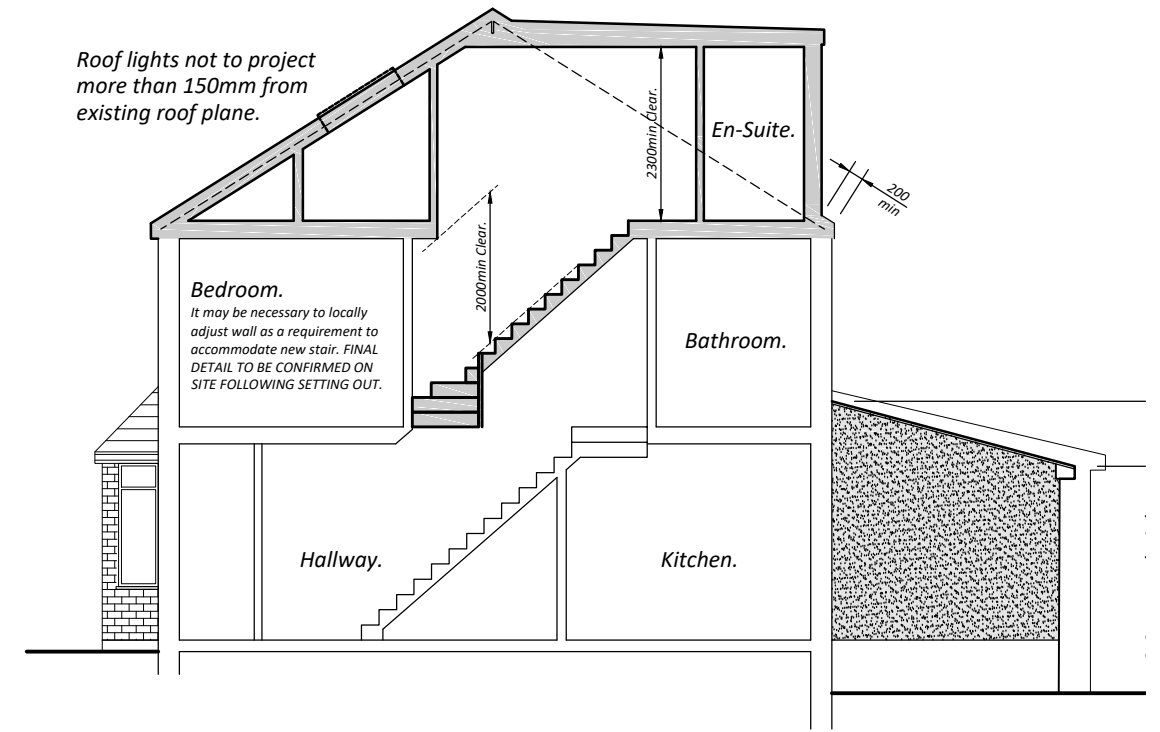 Roof lights not to project
more than 150mm from
existing roof plane.
2300min Clear.
En-Suite.
200
min
2000min Clear.
Bedroom.
It may be necessary to locally
adjust wall as a requirement to
accommodate new stair. FINAL
DETAIL TO BE CONFIRMED ON
SITE FOLLOWING SETTING OUT.
Bathroom.
Hallway.
Kitchen.